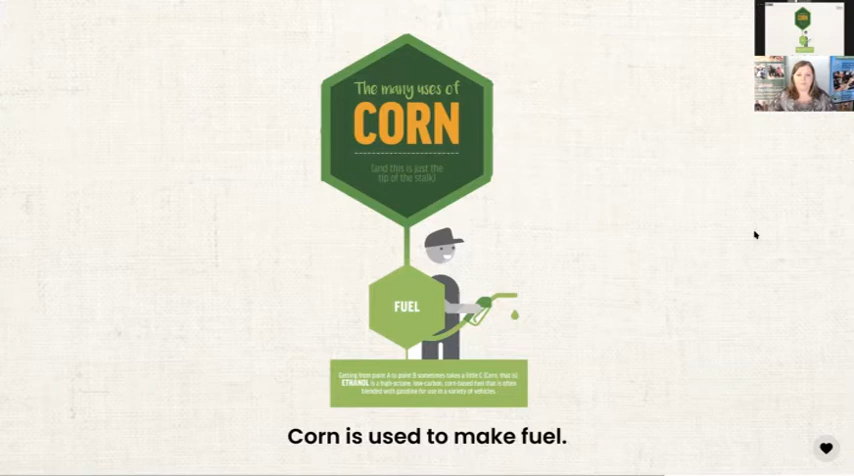 The many uses of
CORN
(and this is just the
tip of the stalk)
FUEL
Getting from point A to point B sometimes takes a little C (Corn, that is).
ETHANOL is a high-octane, low-carbon, corn-based fuel that is often
blended with gasoline for use in a variety of vehicles.
Corn is used to make fuel.